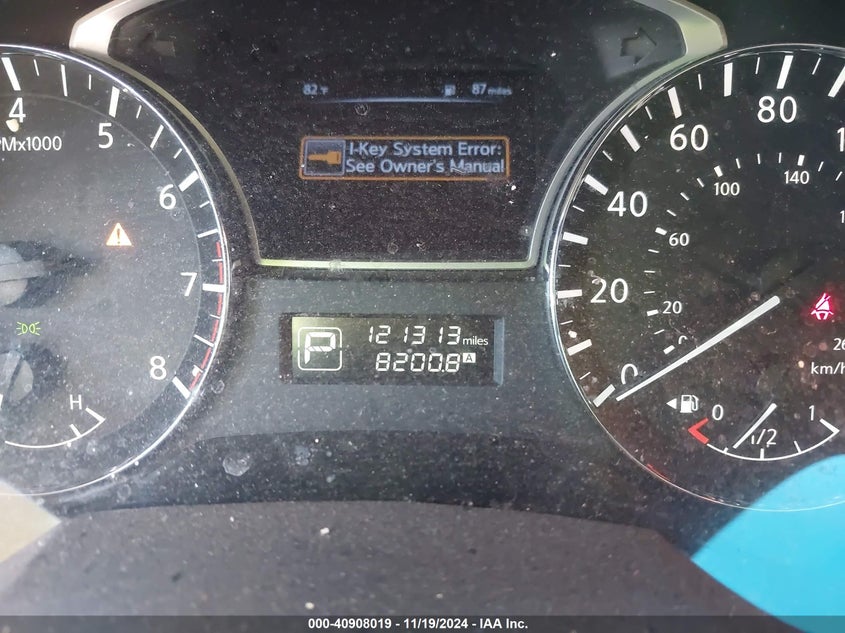 82°F 87 miles
I-Key System Error:
See Owner's Manual
4
5
6
7
8
H
20
40
60
80
20
60
100
140
0
km/h
P
121313 miles
8200.8 A
0 1/2 1
000-40908019 - 11/19/2024 - IAA Inc.